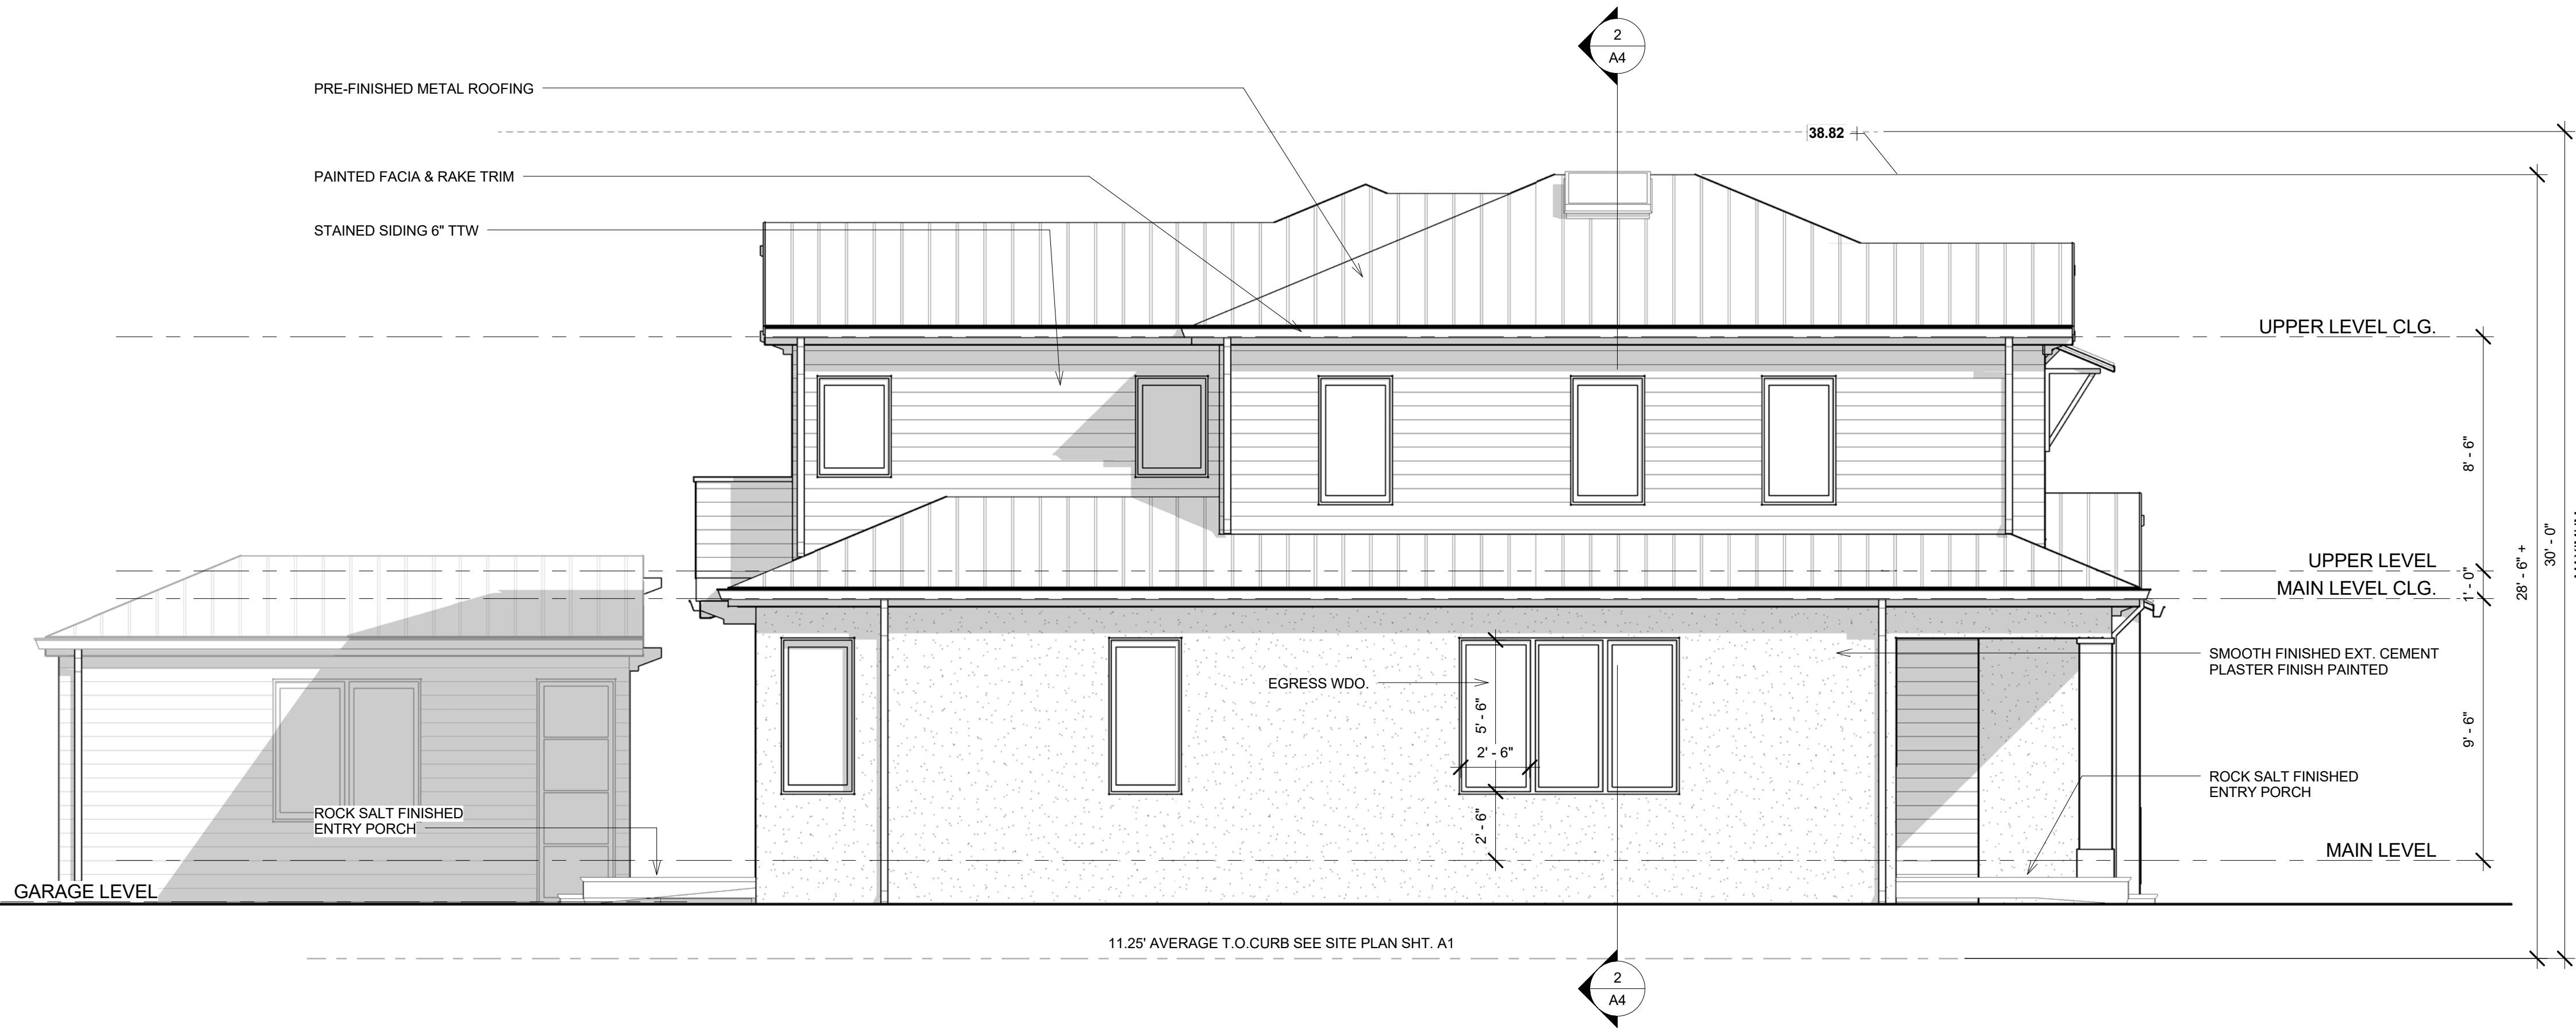 2
A4
PRE-FINISHED METAL ROOFING
38.82
PAINTED FACIA & RAKE TRIM
STAINED SIDING 6" TTW
UPPER LEVEL CLG.
8' - 6"
UPPER LEVEL
MAIN LEVEL CLG.
1' - 0"
28' - 6" +
30' - 0"
SMOOTH FINISHED EXT. CEMENT
PLASTER FINISH PAINTED
EGRESS WDO.
5' - 6"
2' - 6"
9' - 6"
ROCK SALT FINISHED
ENTRY PORCH
ROCK SALT FINISHED
ENTRY PORCH
2' - 6"
MAIN LEVEL
GARAGE LEVEL
11.25' AVERAGE T.O.CURB SEE SITE PLAN SHT. A1
2
A4